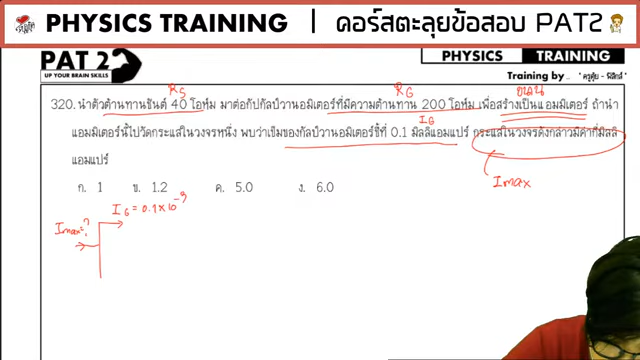 PHYSICS TRAINING | คอร์สตะลุยข้อสอบ PAT2
PAT 2
UP YOUR BRAIN SKILLS
PHYSICS TRAINING
Training by..
RS RG ขนาน
320. นำตัวต้านทานชันต์ 40 โอห์ม มาต่อกับกัลป์วานอมิเตอร์ที่มีความต้านทาน 200 โอห์ม เพื่อสร้างเป็นแอมมิเตอร์ ถ้านำ
IG
แอมมิเตอร์นี้ไปวัดกระแสในวงจรหนึ่ง พบว่าเข็มของกัลป์วานอมิเตอร์ชี้ที่ 0.1 มิลลิแอมแปร์ กระแสในวงจรดังกล่าวมีค่ากี่มิลลิ
แอมแปร์
Imax
ก. 1 ข. 1.2 ค. 5.0 ง. 6.0
IG = 0.1 × 10⁻³
Imax=?